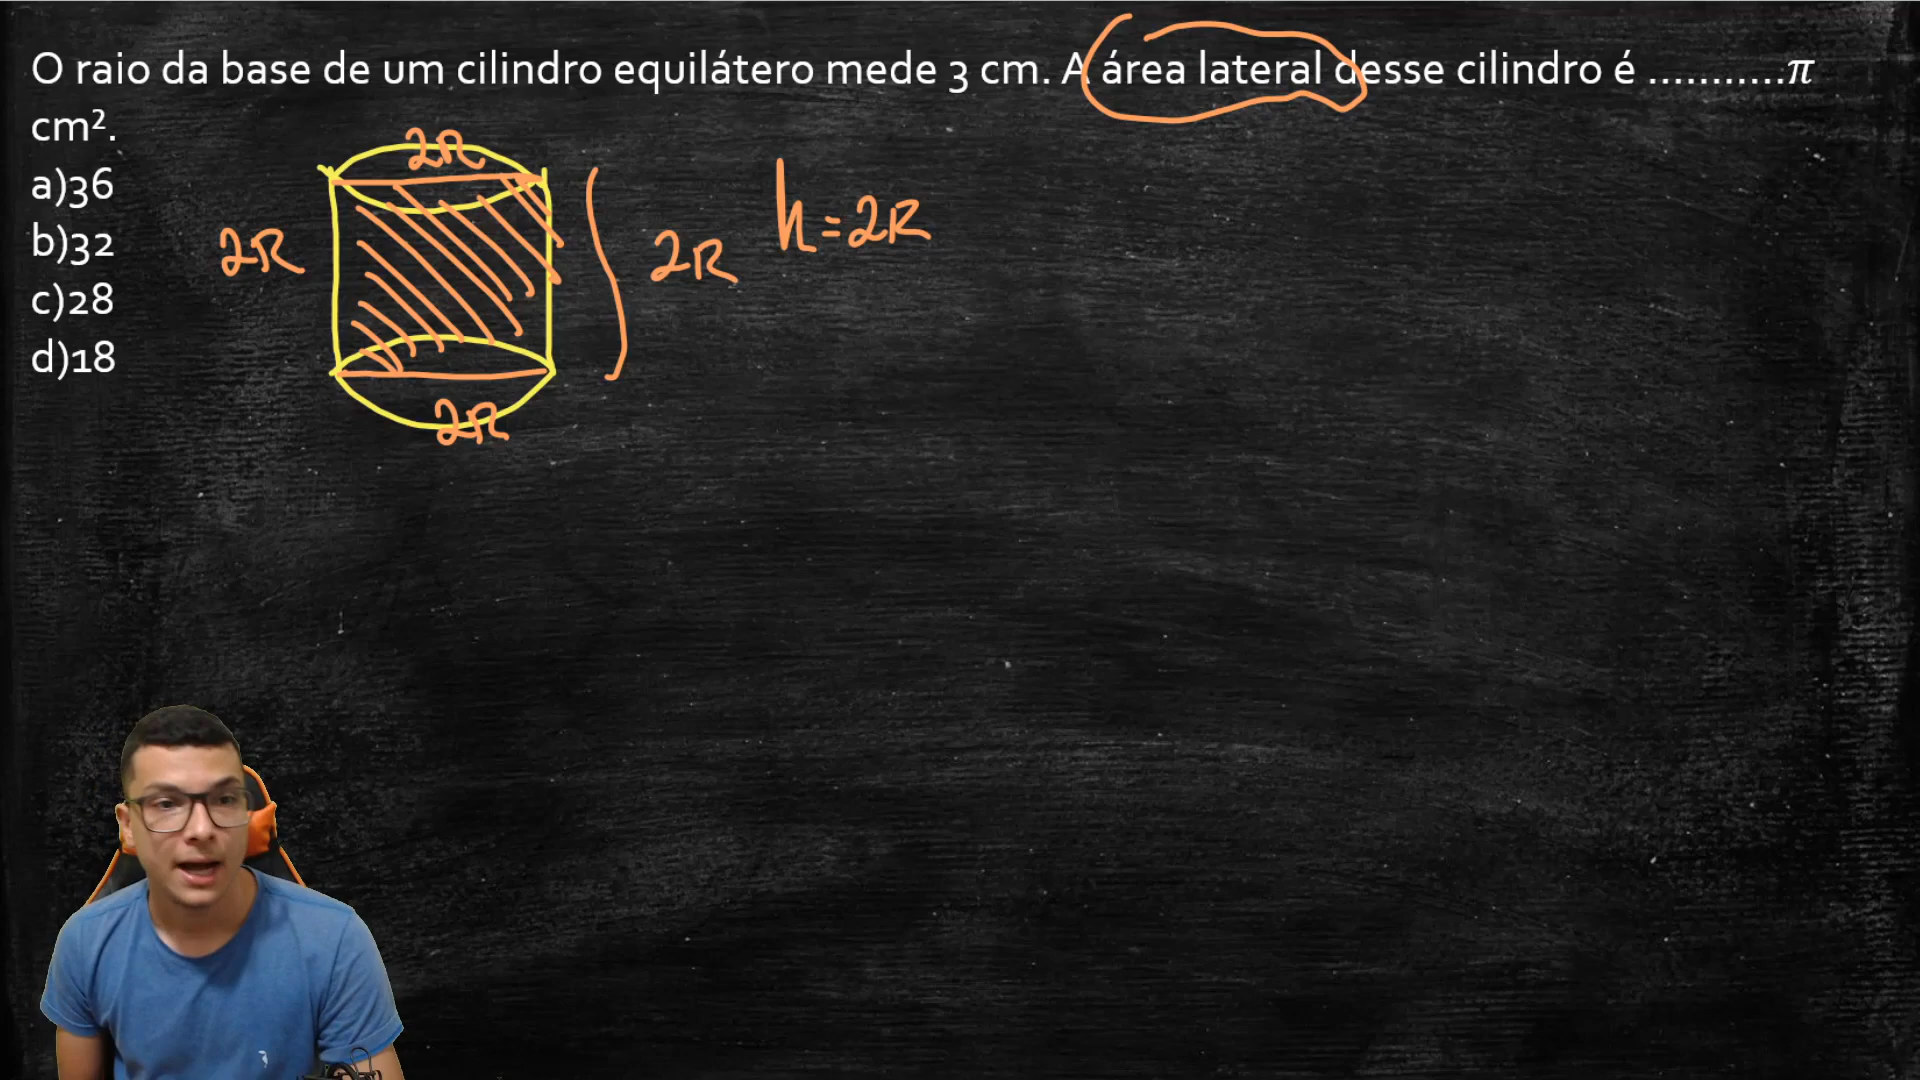 O raio da base de um cilindro equilátero mede 3 cm. A área lateral desse cilindro é ...........π
cm².
a)36
b)32
c)28
d)18
2R
2R
2R
2R
h=2R